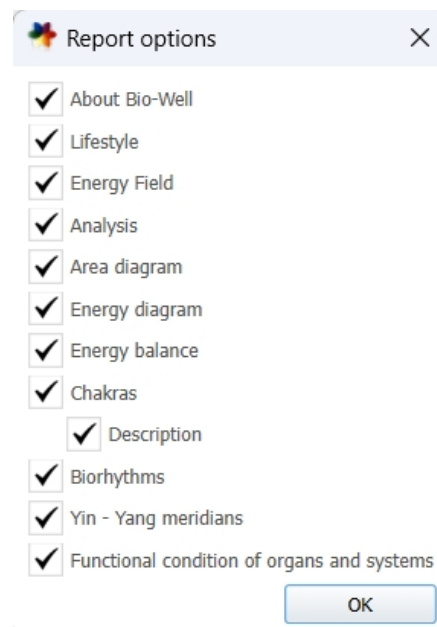 Report options
About Bio-Well
Lifestyle
Energy Field
Analysis
Area diagram
Energy diagram
Energy balance
Chakras
Description
Biorhythms
Yin - Yang meridians
Functional condition of organs and systems
OK